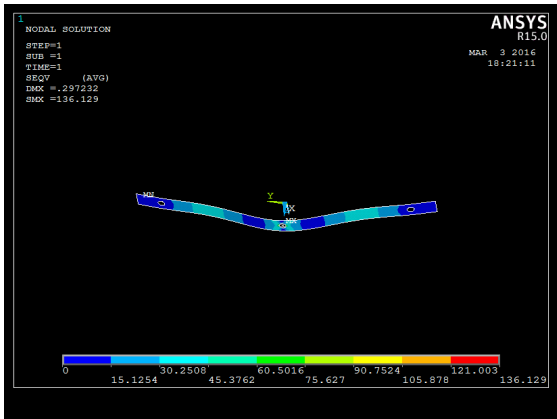 1
NODAL SOLUTION
STEP=1
SUB =1
TIME=1
SEQV (AVG)
DMX =.297232
SMX =136.129
ANSYS
R15.0
MAR 3 2016
18:21:11
MN
Y
X
MX
0 30.2508 60.5016 90.7524 121.003
15.1254 45.3762 75.627 105.878 136.129